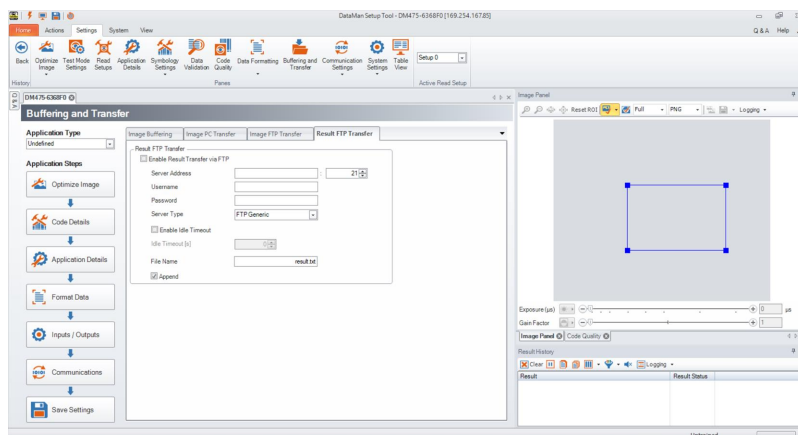 DataMan Setup Tool - DM475-6368F0 [169.254.167.85]
Home Actions Settings System View
Q & A Help
Back Optimize Image Test Mode Settings Read Setups Application Details Symbology Settings Data Validation Code Quality Data Formatting Buffering and Transfer Communication Settings System Settings Table View Setup 0
History Panes Active Read Setup
Q & A
DM475-6368F0
Buffering and Transfer
Application Type
Undefined
Application Steps
Optimize Image
Code Details
Application Details
Format Data
Inputs / Outputs
Communications
Save Settings
Image Buffering Image PC Transfer Image FTP Transfer Result FTP Transfer
Result FTP Transfer
Enable Result Transfer via FTP
Server Address : 21
Username
Password
Server Type FTP Generic
Enable Idle Timeout
Idle Timeout [s] 0
File Name result.txt
Append
Image Panel
Reset ROI Full PNG Logging
Exposure (µs) 0 µs
Gain Factor 1
Image Panel Code Quality
Result History
Clear Logging
Result Result Status